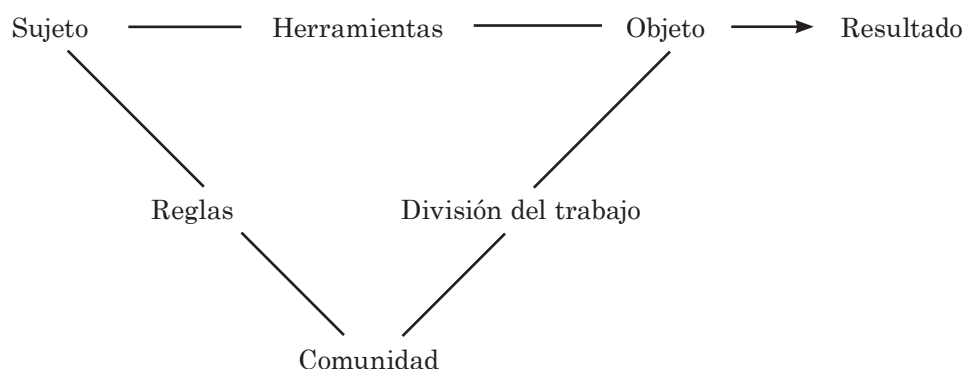 Sujeto Herramientas Objeto Resultado
Reglas División del trabajo
Comunidad